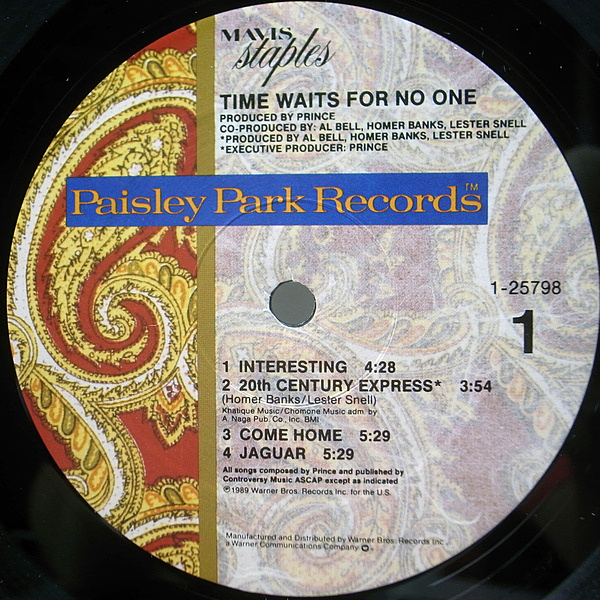 MAVIS
staples
TIME WAITS FOR NO ONE
PRODUCED BY PRINCE
CO-PRODUCED BY: AL BELL, HOMER BANKS, LESTER SNELL
*PRODUCED BY AL BELL, HOMER BANKS, LESTER SNELL
*EXECUTIVE PRODUCER: PRINCE
Paisley Park Records™
1-25798
1
1 INTERESTING 4:28
2 20th CENTURY EXPRESS* 3:54
(Homer Banks/Lester Snell)
Khatique Music/Chomone Music adm. by
A. Naga Pub. Co., Inc. BMI
3 COME HOME 5:29
4 JAGUAR 5:29
All songs composed by Prince and published by
Controversy Music ASCAP except as indicated
℗1989 Warner Bros. Records Inc. for the U.S.
Manufactured and Distributed by Warner Bros. Records Inc.,
a Warner Communications Company